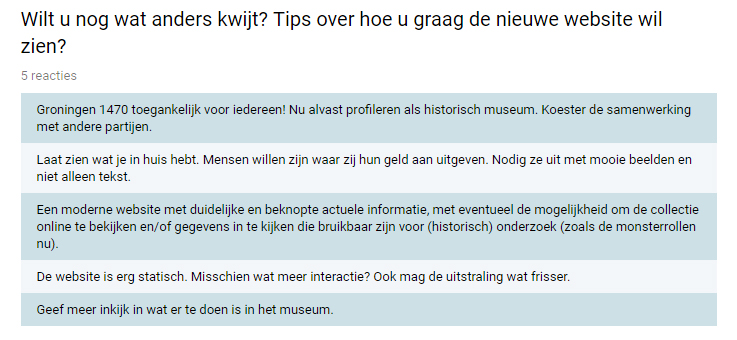 Wilt u nog wat anders kwijt? Tips over hoe u graag de nieuwe website wil
zien?
5 reacties
Groningen 1470 toegankelijk voor iedereen! Nu alvast profileren als historisch museum. Koester de samenwerking
met andere partijen.
Laat zien wat je in huis hebt. Mensen willen zijn waar zij hun geld aan uitgeven. Nodig ze uit met mooie beelden en
niet alleen tekst.
Een moderne website met duidelijke en beknopte actuele informatie, met eventueel de mogelijkheid om de collectie
online te bekijken en/of gegevens in te kijken die bruikbaar zijn voor (historisch) onderzoek (zoals de monsterrollen
nu).
De website is erg statisch. Misschien wat meer interactie? Ook mag de uitstraling wat frisser.
Geef meer inkijk in wat er te doen is in het museum.